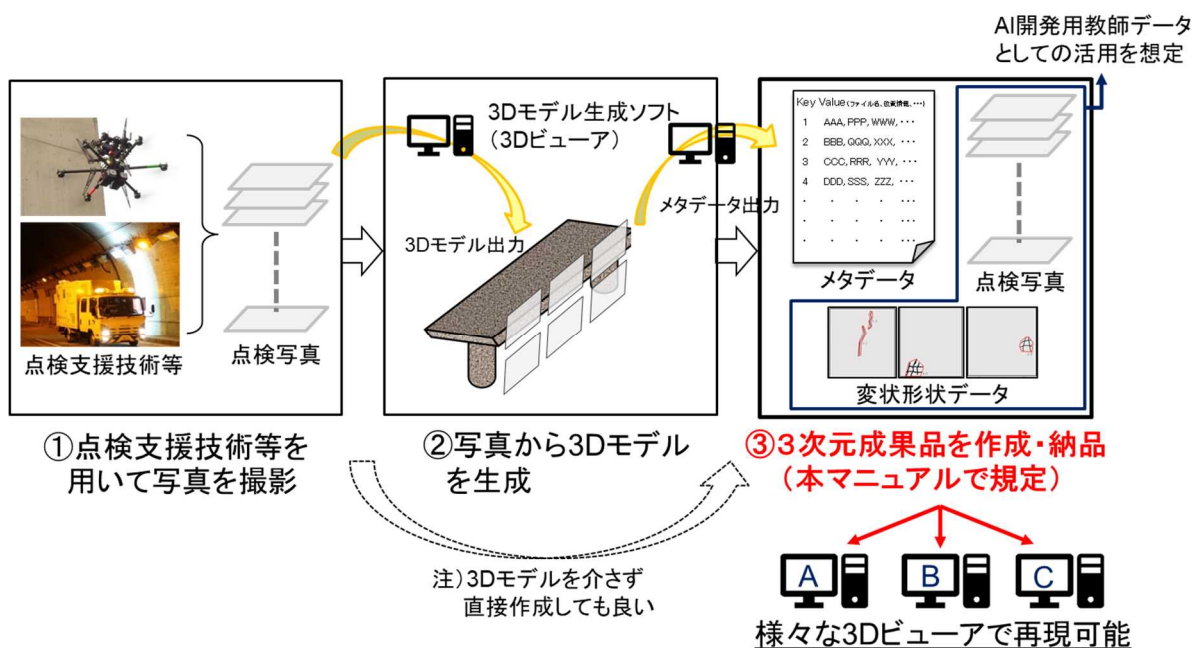 AI開発用教師データ
としての活用を想定
点検支援技術等
点検写真
①点検支援技術等を
用いて写真を撮影
3Dモデル生成ソフト
(3Dビューア)
3Dモデル出力
メタデータ出力
②写真から3Dモデル
を生成
Key Value(ファイル名、位置情報、・・・)
1 AAA, PPP, WWW, ・・・
2 BBB, QQQ, XXX, ・・・
3 CCC, RRR, YYY, ・・・
4 DDD, SSS, ZZZ, ・・・
・ ・ ・ ・ ・・・
・ ・ ・ ・ ・・・
・ ・ ・ ・ ・・・
メタデータ
点検写真
変状形状データ
③3次元成果品を作成・納品
(本マニュアルで規定)
注)3Dモデルを介さず
直接作成しても良い
A B C
様々な3Dビューアで再現可能